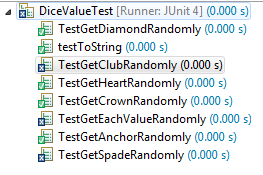 DiceValueTest [Runner: JUnit 4] (0.000 s)
TestGetDiamondRandomly (0.000 s)
testToString (0.000 s)
TestGetClubRandomly (0.000 s)
TestGetHeartRandomly (0.000 s)
TestGetCrownRandomly (0.000 s)
TestGetEachValueRandomly (0.000 s)
TestGetAnchorRandomly (0.000 s)
TestGetSpadeRandomly (0.000 s)